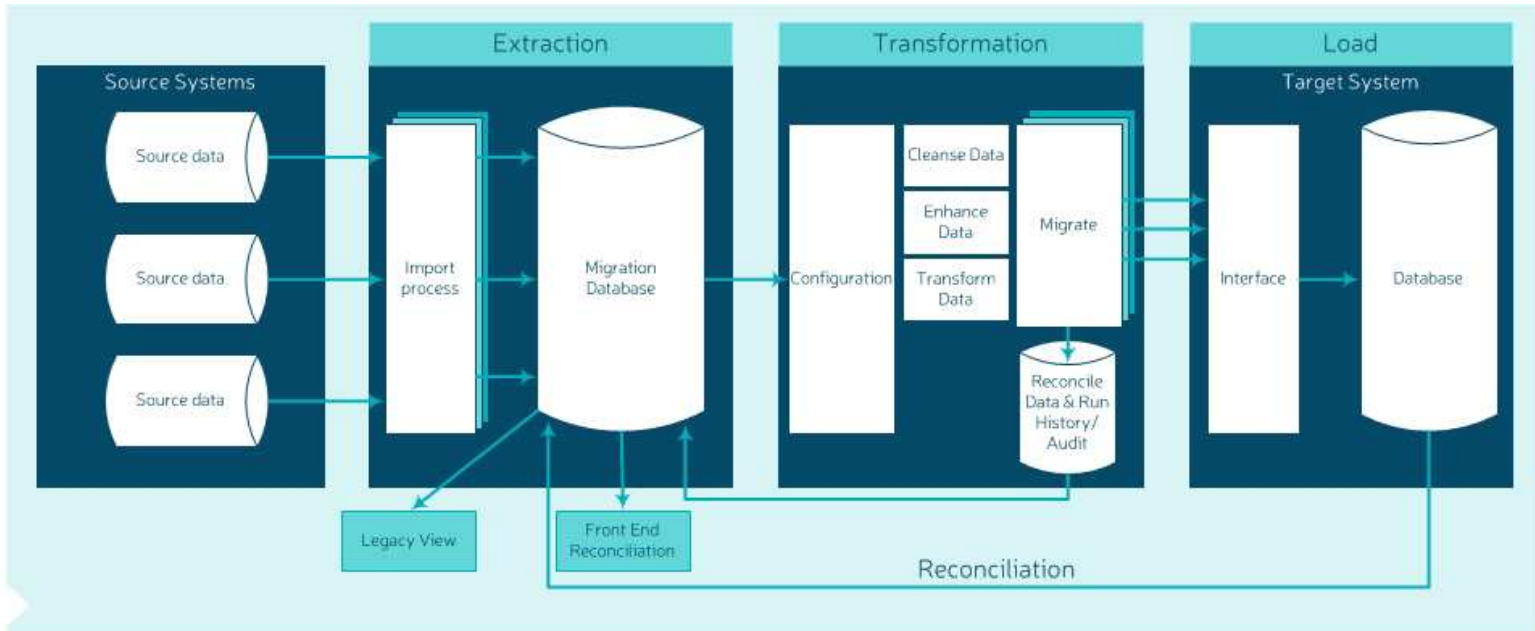 Extraction
Transformation
Load
Source Systems
Target System
Source data
Source data
Source data
Import
process
Migration
Database
Configuration
Cleanse Data
Enhance
Data
Transform
Data
Migrate
Reconcile
Data & Run
History/
Audit
Interface
Database
Legacy View
Front End
Reconciliation
Reconciliation